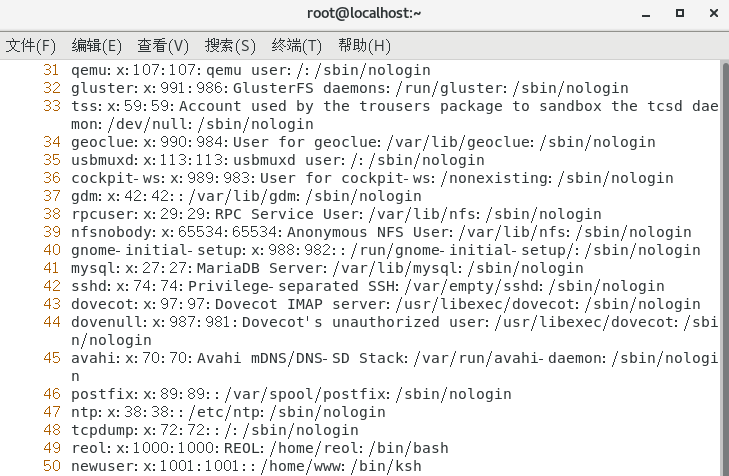 root@localhost:~
文件(F) 编辑(E) 查看(V) 搜索(S) 终端(T) 帮助(H)
31 qemu:x:107:107:qemu user:/:/sbin/nologin
32 gluster:x:991:986:GlusterFS daemons:/run/gluster:/sbin/nologin
33 tss:x:59:59:Account used by the trousers package to sandbox the tcsd dae
mon:/dev/null:/sbin/nologin
34 geoclue:x:990:984:User for geoclue:/var/lib/geoclue:/sbin/nologin
35 usbmuxd:x:113:113:usbmuxd user:/:/sbin/nologin
36 cockpit-ws:x:989:983:User for cockpit-ws:/nonexisting:/sbin/nologin
37 gdm:x:42:42::/var/lib/gdm:/sbin/nologin
38 rpcuser:x:29:29:RPC Service User:/var/lib/nfs:/sbin/nologin
39 nfsnobody:x:65534:65534:Anonymous NFS User:/var/lib/nfs:/sbin/nologin
40 gnome-initial-setup:x:988:982::/run/gnome-initial-setup/:/sbin/nologin
41 mysql:x:27:27:MariaDB Server:/var/lib/mysql:/sbin/nologin
42 sshd:x:74:74:Privilege-separated SSH:/var/empty/sshd:/sbin/nologin
43 dovecot:x:97:97:Dovecot IMAP server:/usr/libexec/dovecot:/sbin/nologin
44 dovenull:x:987:981:Dovecot's unauthorized user:/usr/libexec/dovecot:/sbi
n/nologin
45 avahi:x:70:70:Avahi mDNS/DNS-SD Stack:/var/run/avahi-daemon:/sbin/nologi
n
46 postfix:x:89:89::/var/spool/postfix:/sbin/nologin
47 ntp:x:38:38::/etc/ntp:/sbin/nologin
48 tcpdump:x:72:72::/:/sbin/nologin
49 reol:x:1000:1000:REOL:/home/reol:/bin/bash
50 newuser:x:1001:1001::/home/www:/bin/ksh